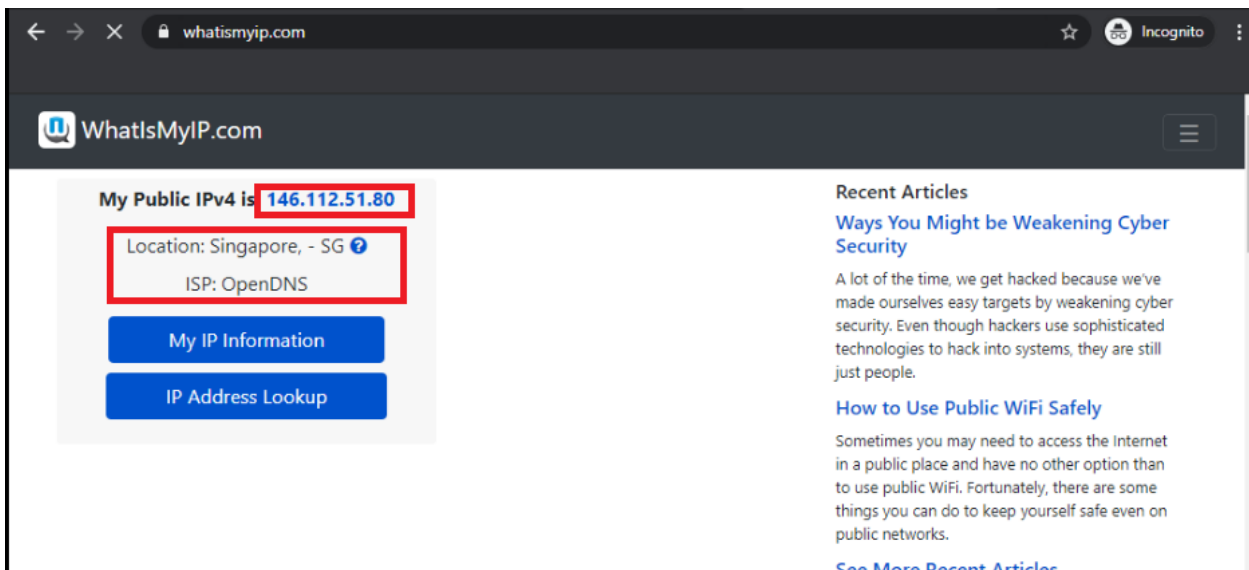 whatismyip.com
Incognito
WhatIsMyIP.com
My Public IPv4 is 146.112.51.80
Location: Singapore, - SG
ISP: OpenDNS
My IP Information
IP Address Lookup
Recent Articles
Ways You Might be Weakening Cyber
Security
A lot of the time, we get hacked because we've
made ourselves easy targets by weakening cyber
security. Even though hackers use sophisticated
technologies to hack into systems, they are still
just people.
How to Use Public WiFi Safely
Sometimes you may need to access the Internet
in a public place and have no other option than
to use public WiFi. Fortunately, there are some
things you can do to keep yourself safe even on
public networks.
See More Recent Articles